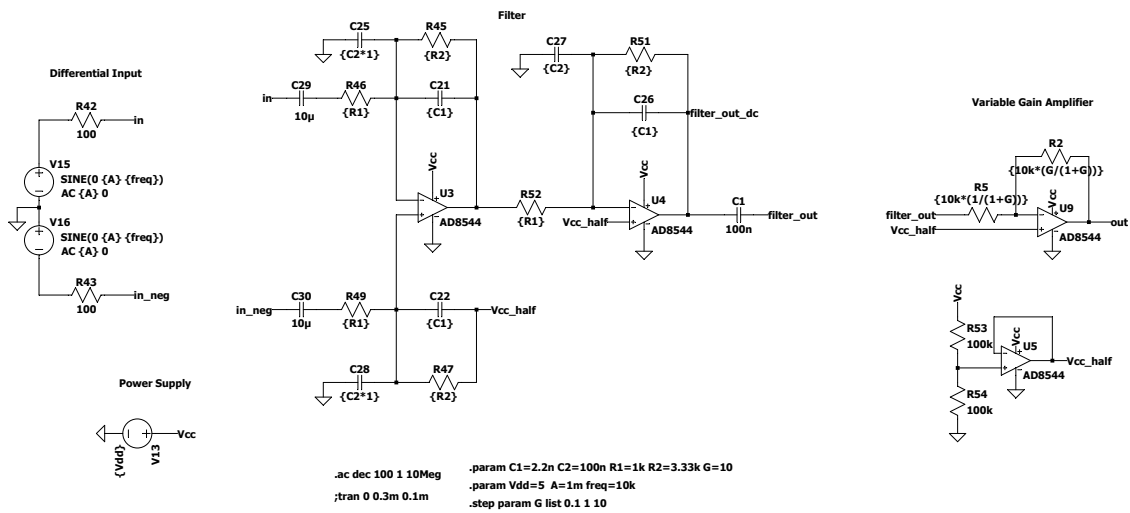 Filter
C25
{C2*1}
R45
{R2}
C29
10µ
in
R46
{R1}
C21
{C1}
Vcc
U3
AD8544
C27
{C2}
R51
{R2}
C26
{C1}
filter_out_dc
R52
{R1}
Vcc
U4
AD8544
Vcc_half
C1
100n
filter_out
Differential Input
R42
100
in
V15
SINE(0 {A} {freq})
AC {A} 0
V16
SINE(0 {A} {freq})
AC {A} 0
R43
100
in_neg
in_neg
C30
10µ
R49
{R1}
C22
{C1}
Vcc_half
C28
{C2*1}
R47
{R2}
Variable Gain Amplifier
R2
{10k*(G/(1+G))}
R5
{10k*(1/(1+G))}
Vcc
U9
AD8544
filter_out
Vcc_half
out
Vcc
R53
100k
R54
100k
Vcc
U5
AD8544
Vcc_half
Power Supply
{Vdd}
V13
Vcc
.ac dec 100 1 10Meg
;tran 0 0.3m 0.1m
.param C1=2.2n C2=100n R1=1k R2=3.33k G=10
.param Vdd=5 A=1m freq=10k
.step param G list 0.1 1 10